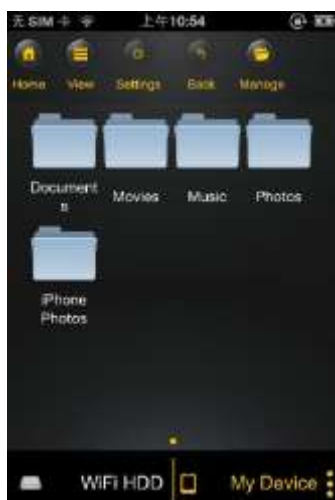 无 SIM 卡 上午10:54
Home View Settings Back Manage
Document
s
Movies Music Photos
iPhone
Photos
WiFi HDD My Device